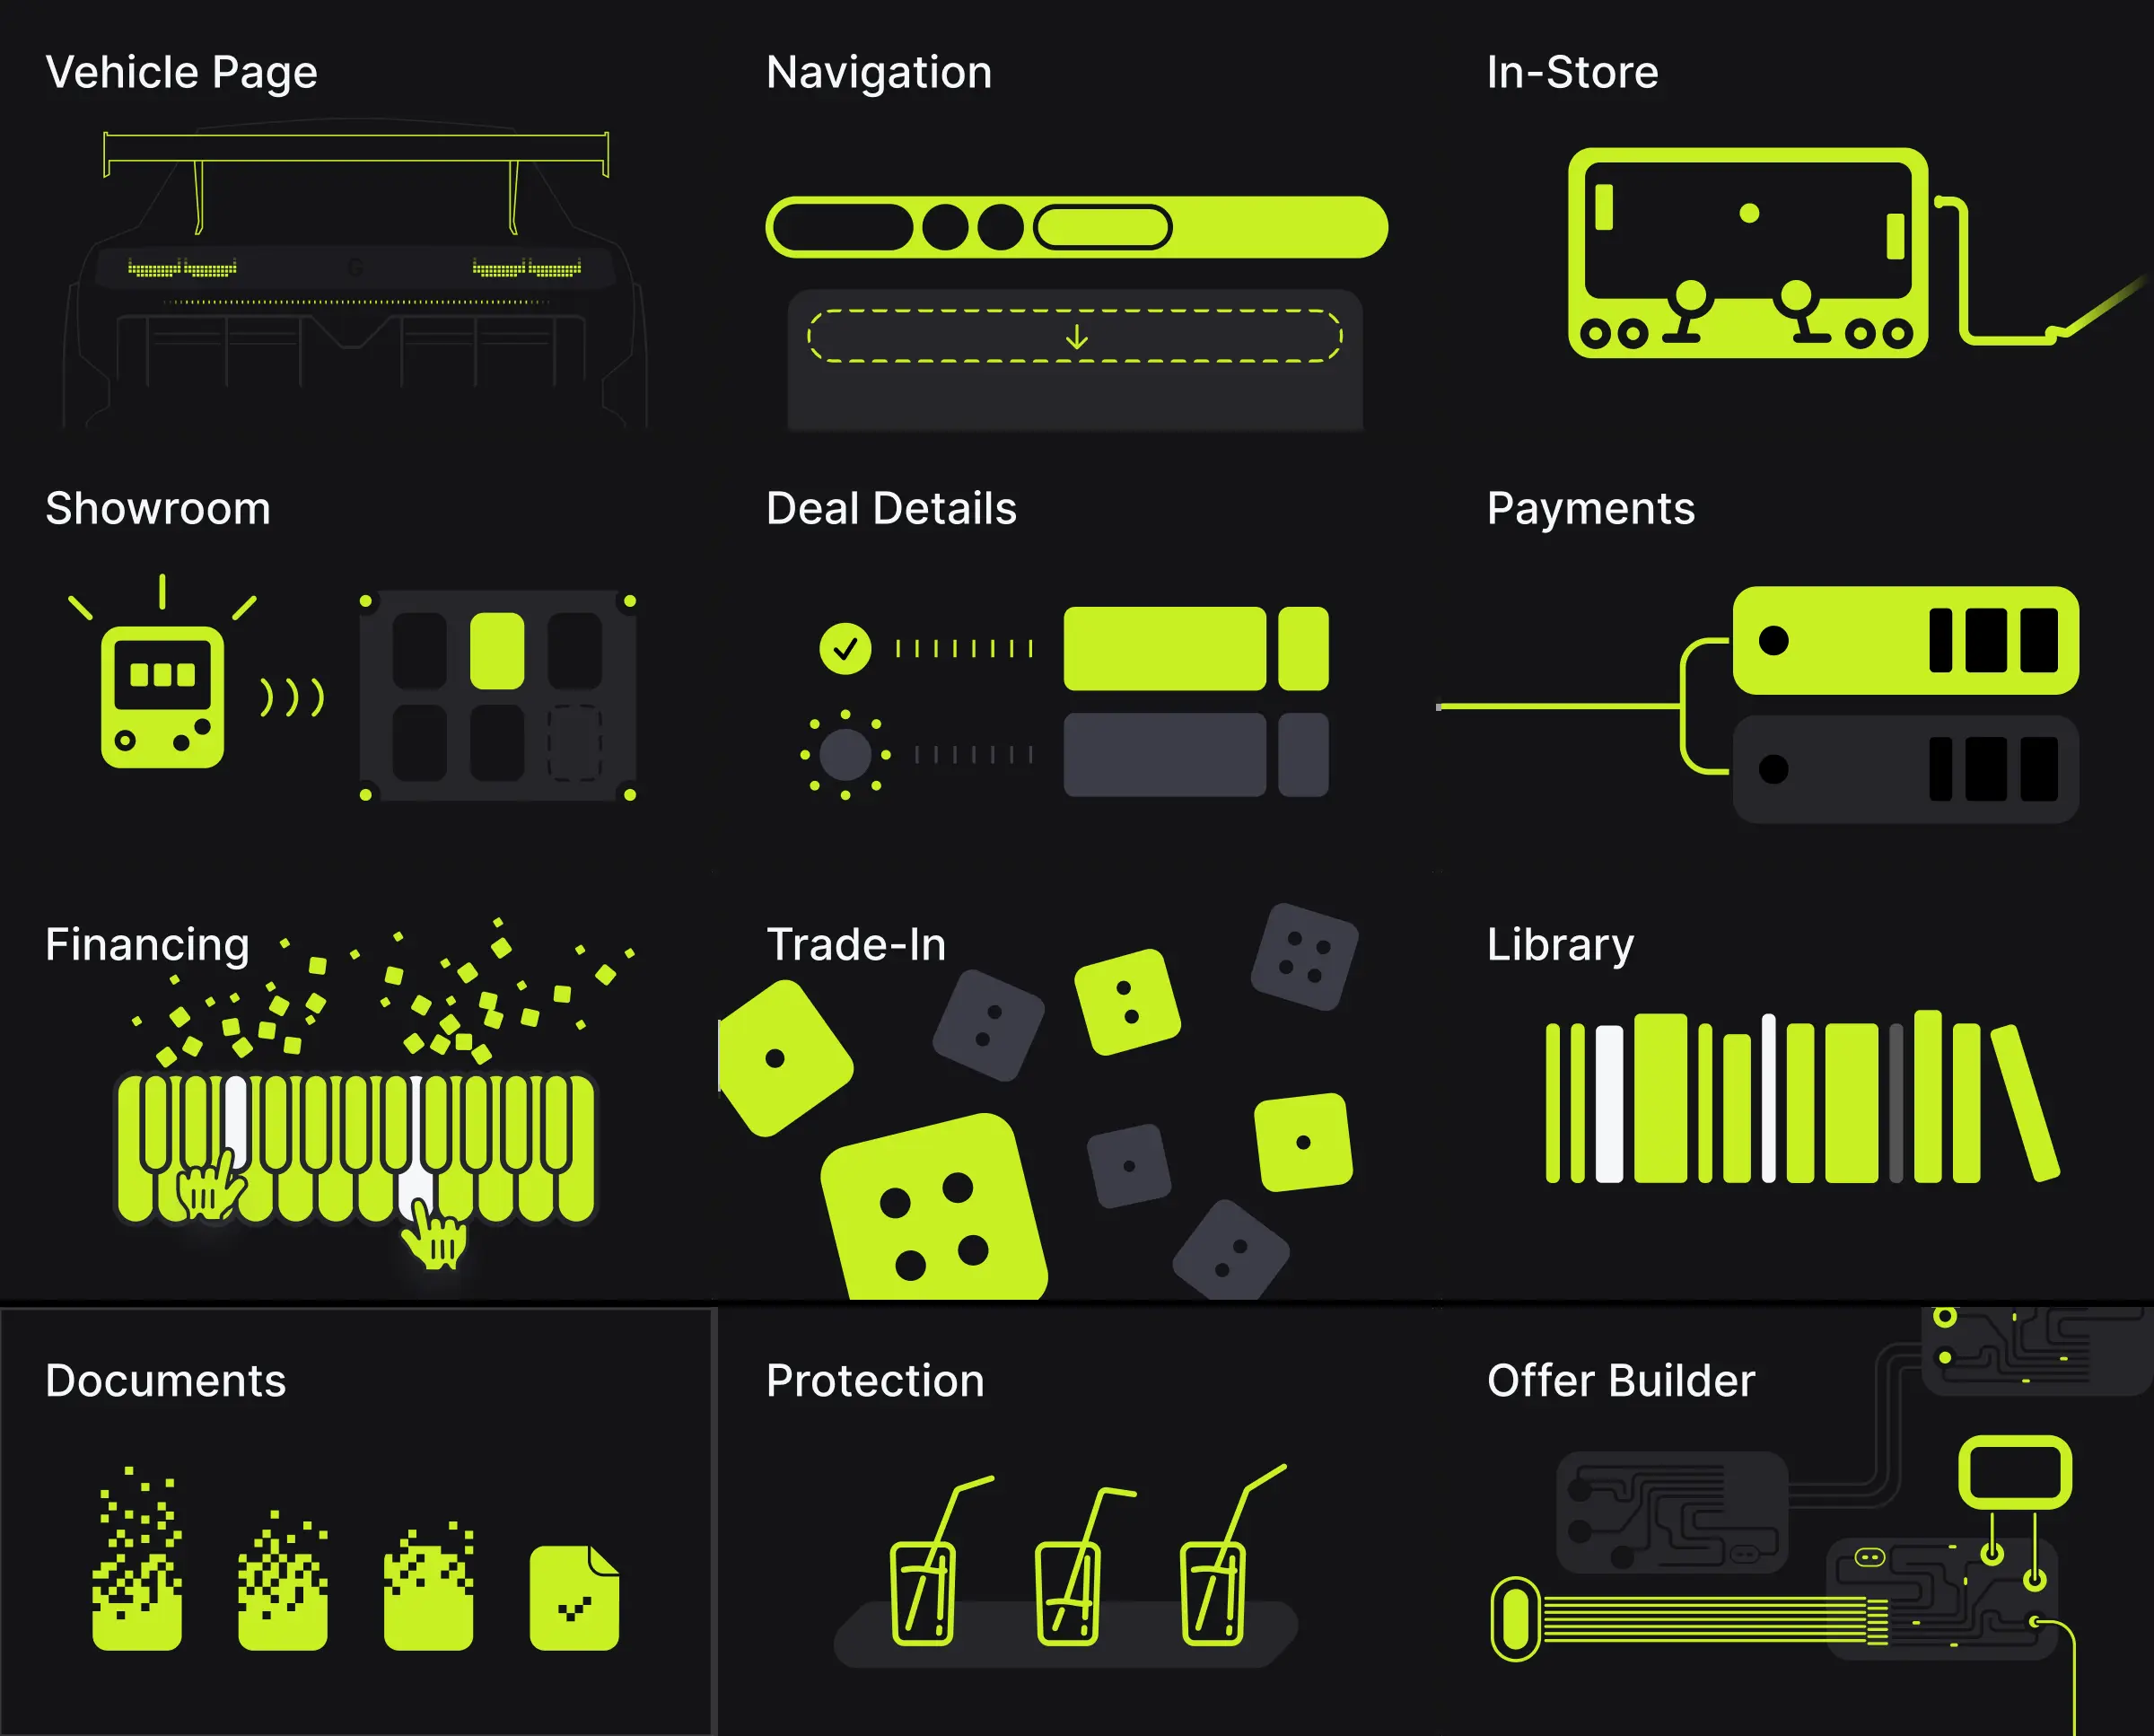 Vehicle Page
Navigation
In-Store
G
Showroom
Deal Details
Payments
Financing
Trade-In
Library
Documents
Protection
Offer Builder